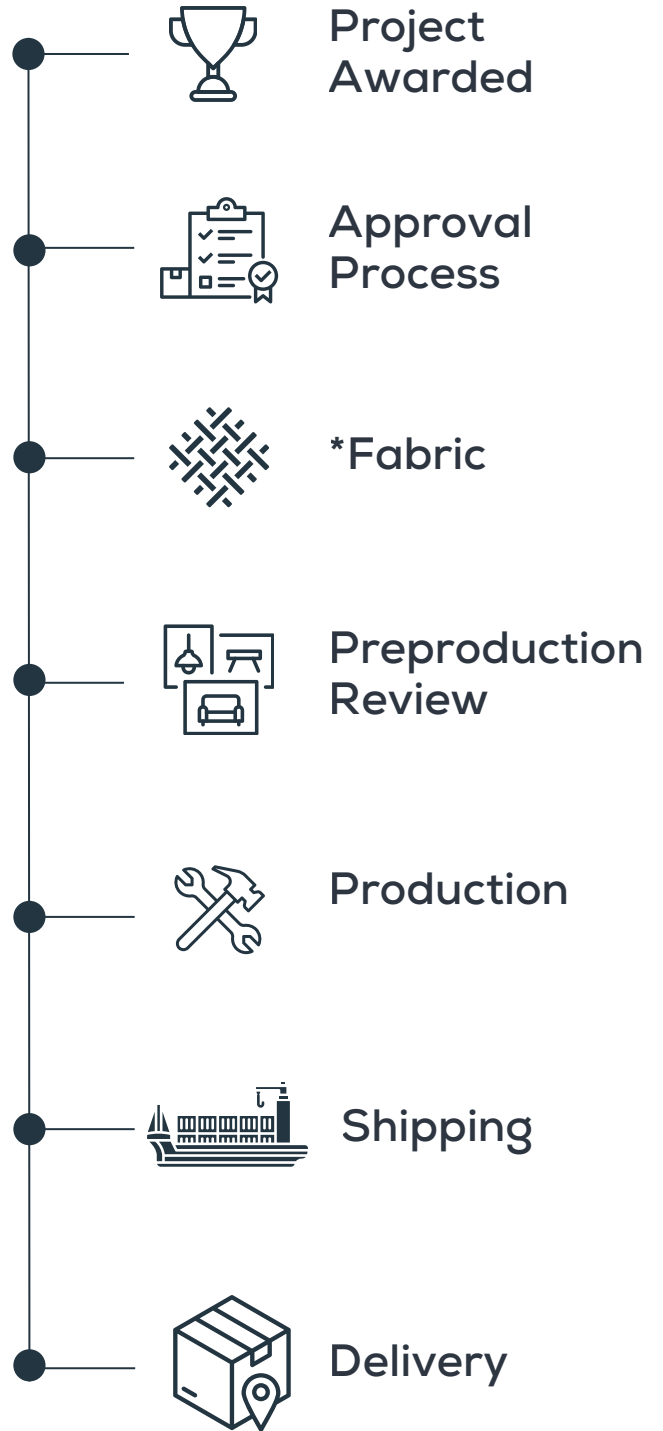 Project
Awarded
Approval
Process
*Fabric
Preproduction
Review
Production
Shipping
Delivery